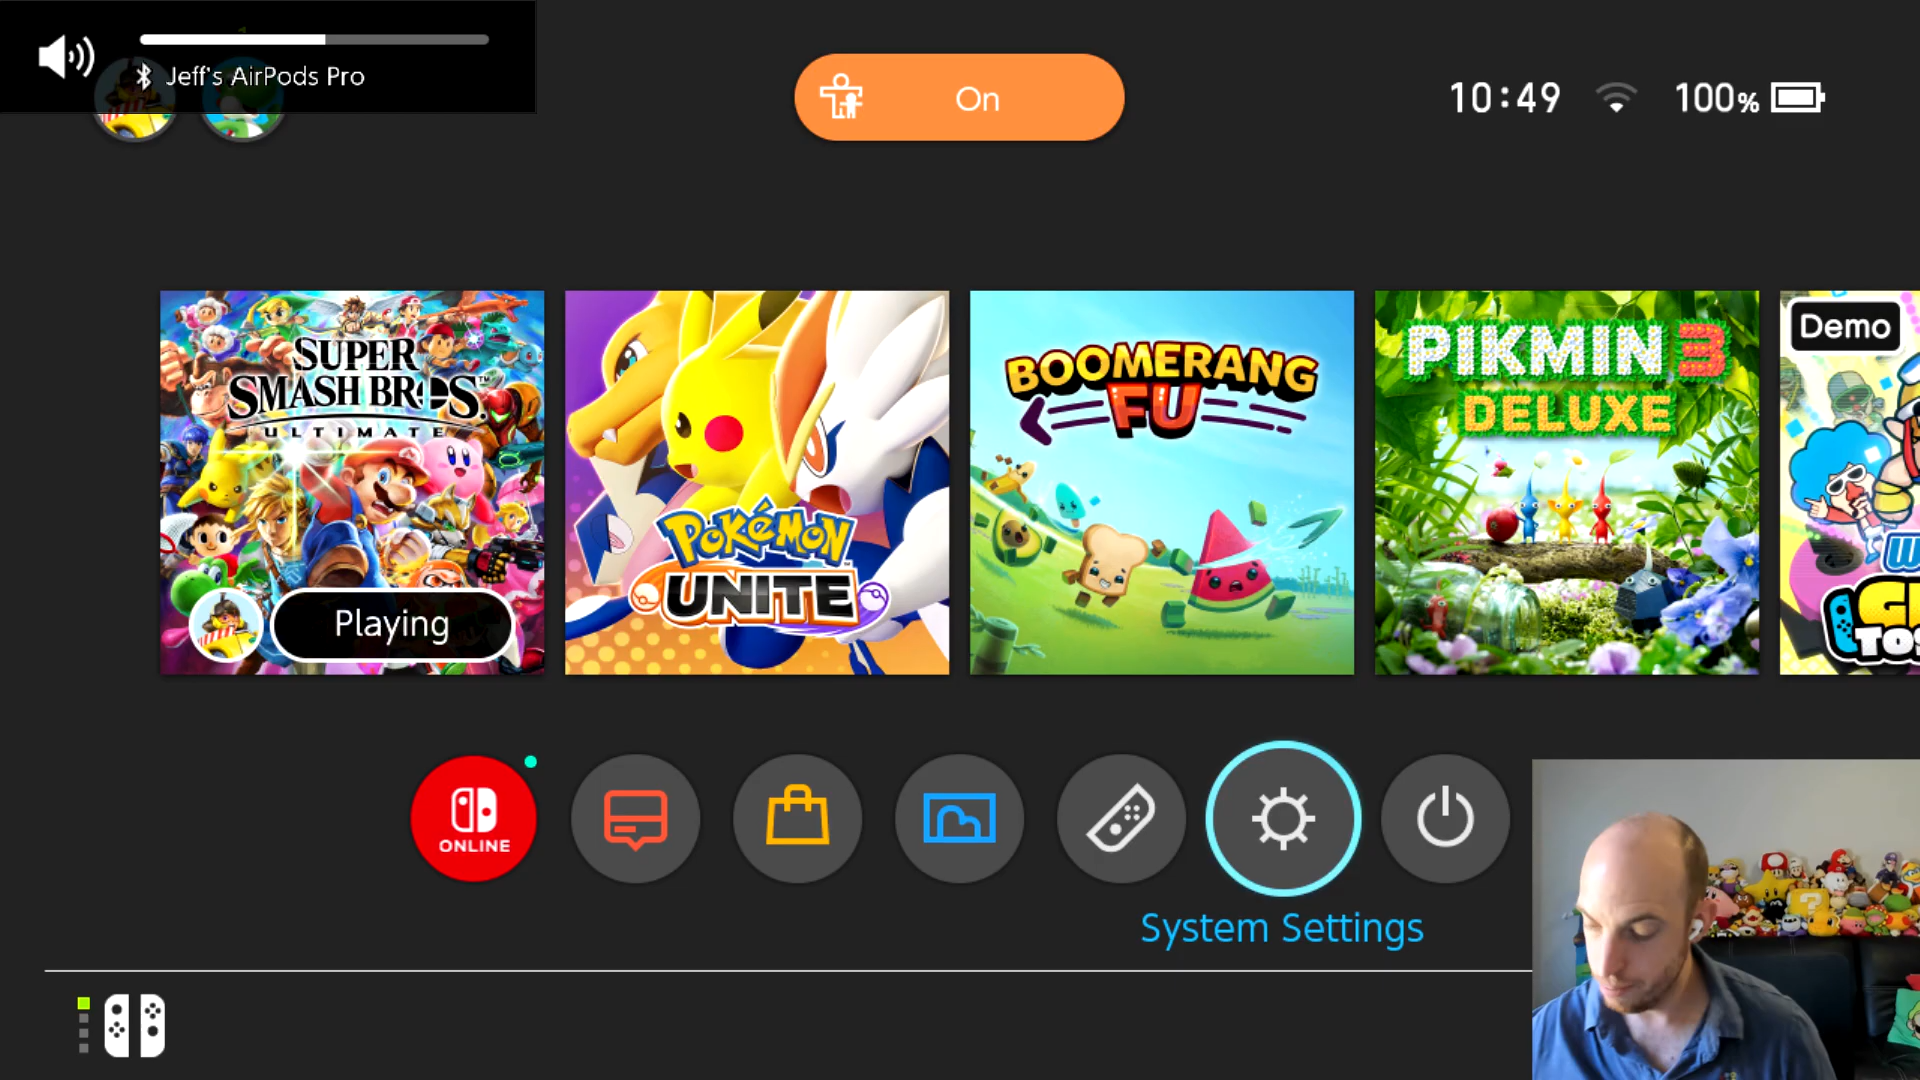 Jeff's AirPods Pro
On
10:49
100%
SUPER
SMASH BROS.™
ULTIMATE
Playing
POKéMON
UNITE
BOOMERANG
FU
PIKMIN 3
DELUXE
Demo
ONLINE
System Settings